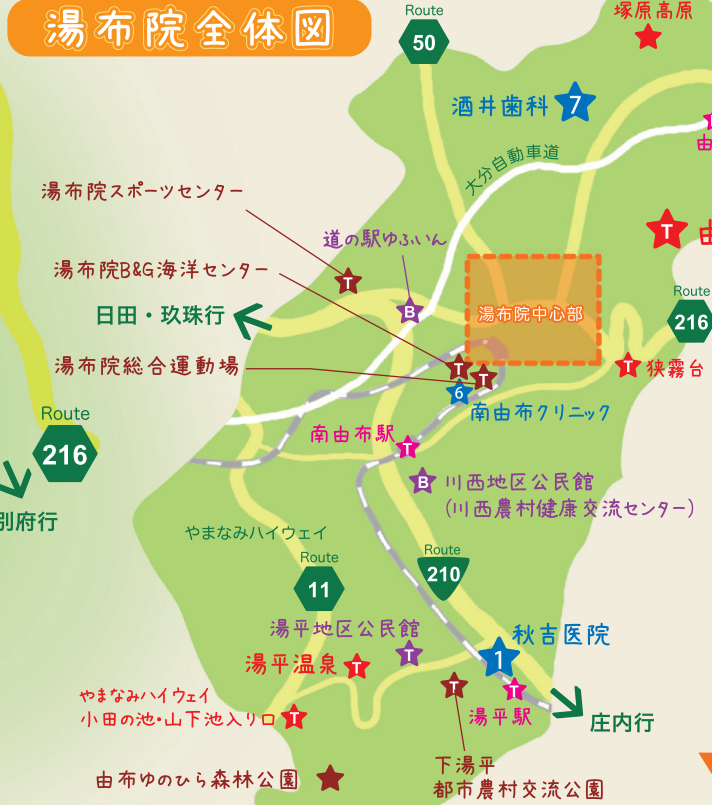 湯布院全体図
Route
50
塚原高原
酒井歯科
7
由
大分自動車道
湯布院スポーツセンター
T
道の駅ゆふいん
B
T
由
湯布院B&G海洋センター
日田・玖珠行
湯布院中心部
Route
216
湯布院総合運動場
T
T
6
南由布クリニック
T
狭霧台
Route
216
別府行
南由布駅
T
B
川西地区公民館
(川西農村健康交流センター)
やまなみハイウェイ
Route
11
Route
210
湯平地区公民館
T
秋吉医院
1
湯平温泉
T
やまなみハイウェイ
小田の池・山下池入り口
T
T
T
湯平駅
庄内行
下湯平
都市農村交流公園
由布ゆのひら森林公園